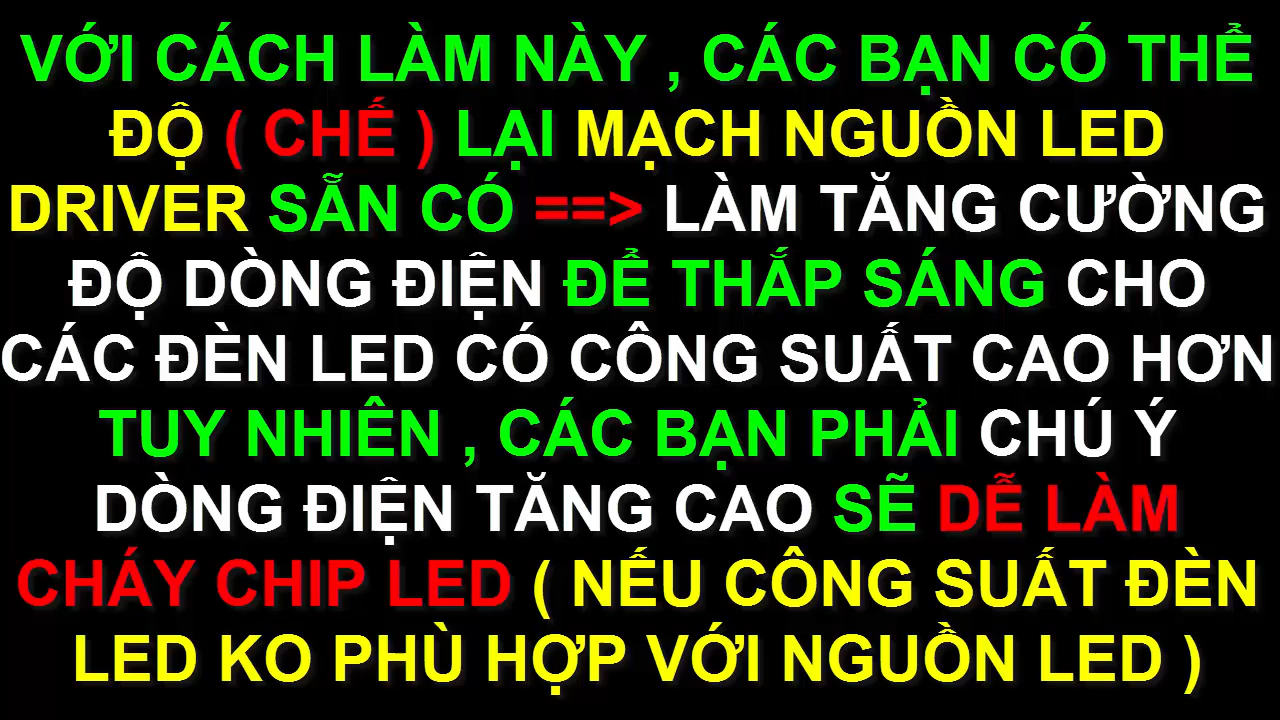 VỚI CÁCH LÀM NÀY , CÁC BẠN CÓ THỂ
ĐỘ ( CHẾ ) LẠI MẠCH NGUỒN LED
DRIVER SẴN CÓ ==> LÀM TĂNG CƯỜNG
ĐỘ DÒNG ĐIỆN ĐỂ THẮP SÁNG CHO
CÁC ĐÈN LED CÓ CÔNG SUẤT CAO HƠN
TUY NHIÊN , CÁC BẠN PHẢI CHÚ Ý
DÒNG ĐIỆN TĂNG CAO SẼ DỄ LÀM
CHÁY CHIP LED ( NẾU CÔNG SUẤT ĐÈN
LED KO PHÙ HỢP VỚI NGUỒN LED )